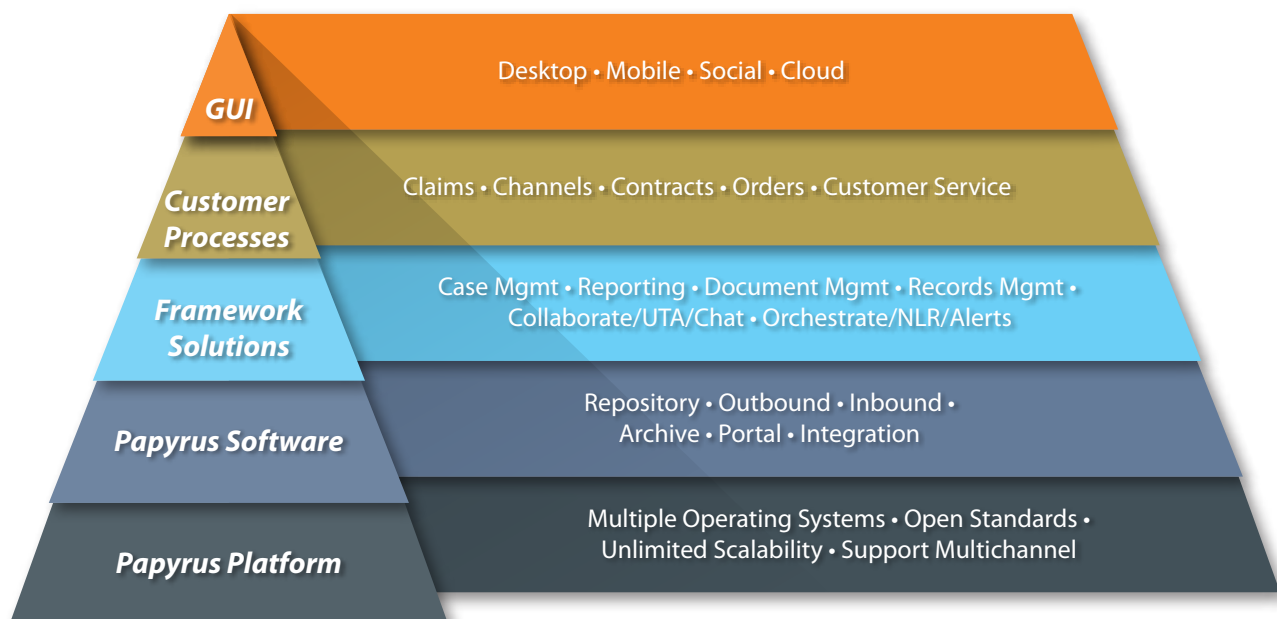 GUI
Desktop • Mobile • Social • Cloud
Customer
Processes
Claims • Channels • Contracts • Orders • Customer Service
Framework
Solutions
Case Mgmt • Reporting • Document Mgmt • Records Mgmt •
Collaborate/UTA/Chat • Orchestrate/NLR/Alerts
Papyrus Software
Repository • Outbound • Inbound •
Archive • Portal • Integration
Papyrus Platform
Multiple Operating Systems • Open Standards •
Unlimited Scalability • Support Multichannel